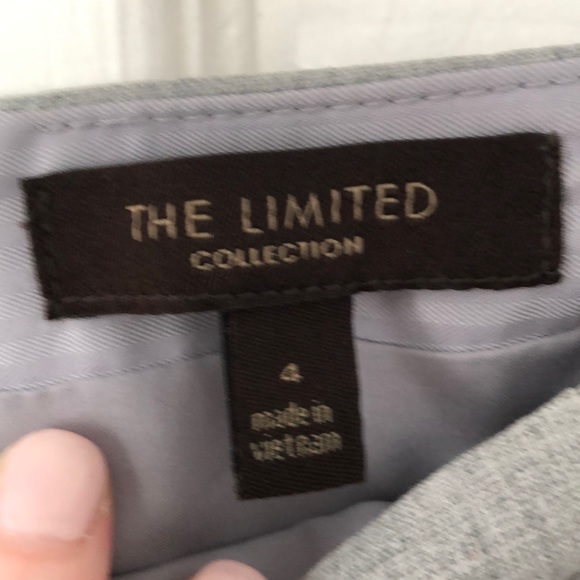 THE LIMITED
COLLECTION
4
made in
vietnam